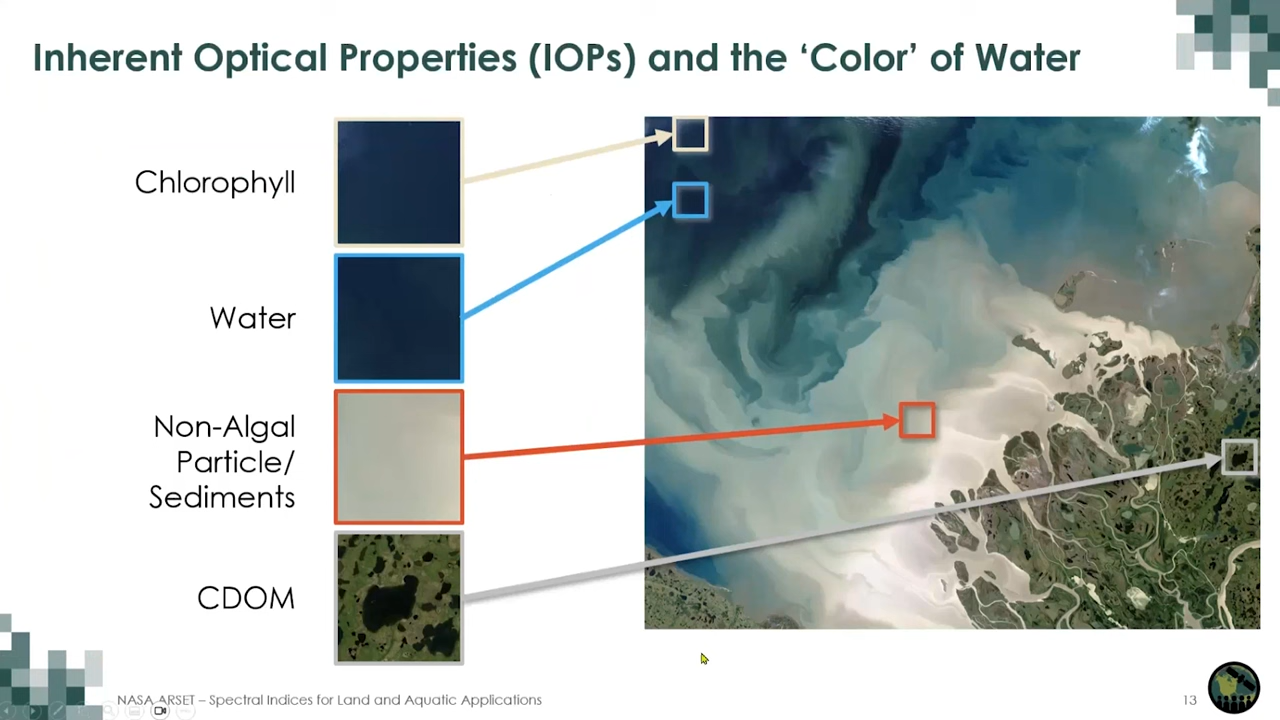 Inherent Optical Properties (IOPs) and the ‘Color’ of Water
Chlorophyll
Water
Non-Algal
Particle/
Sediments
CDOM
NASA ARSET – Spectral Indices for Land and Aquatic Applications
13